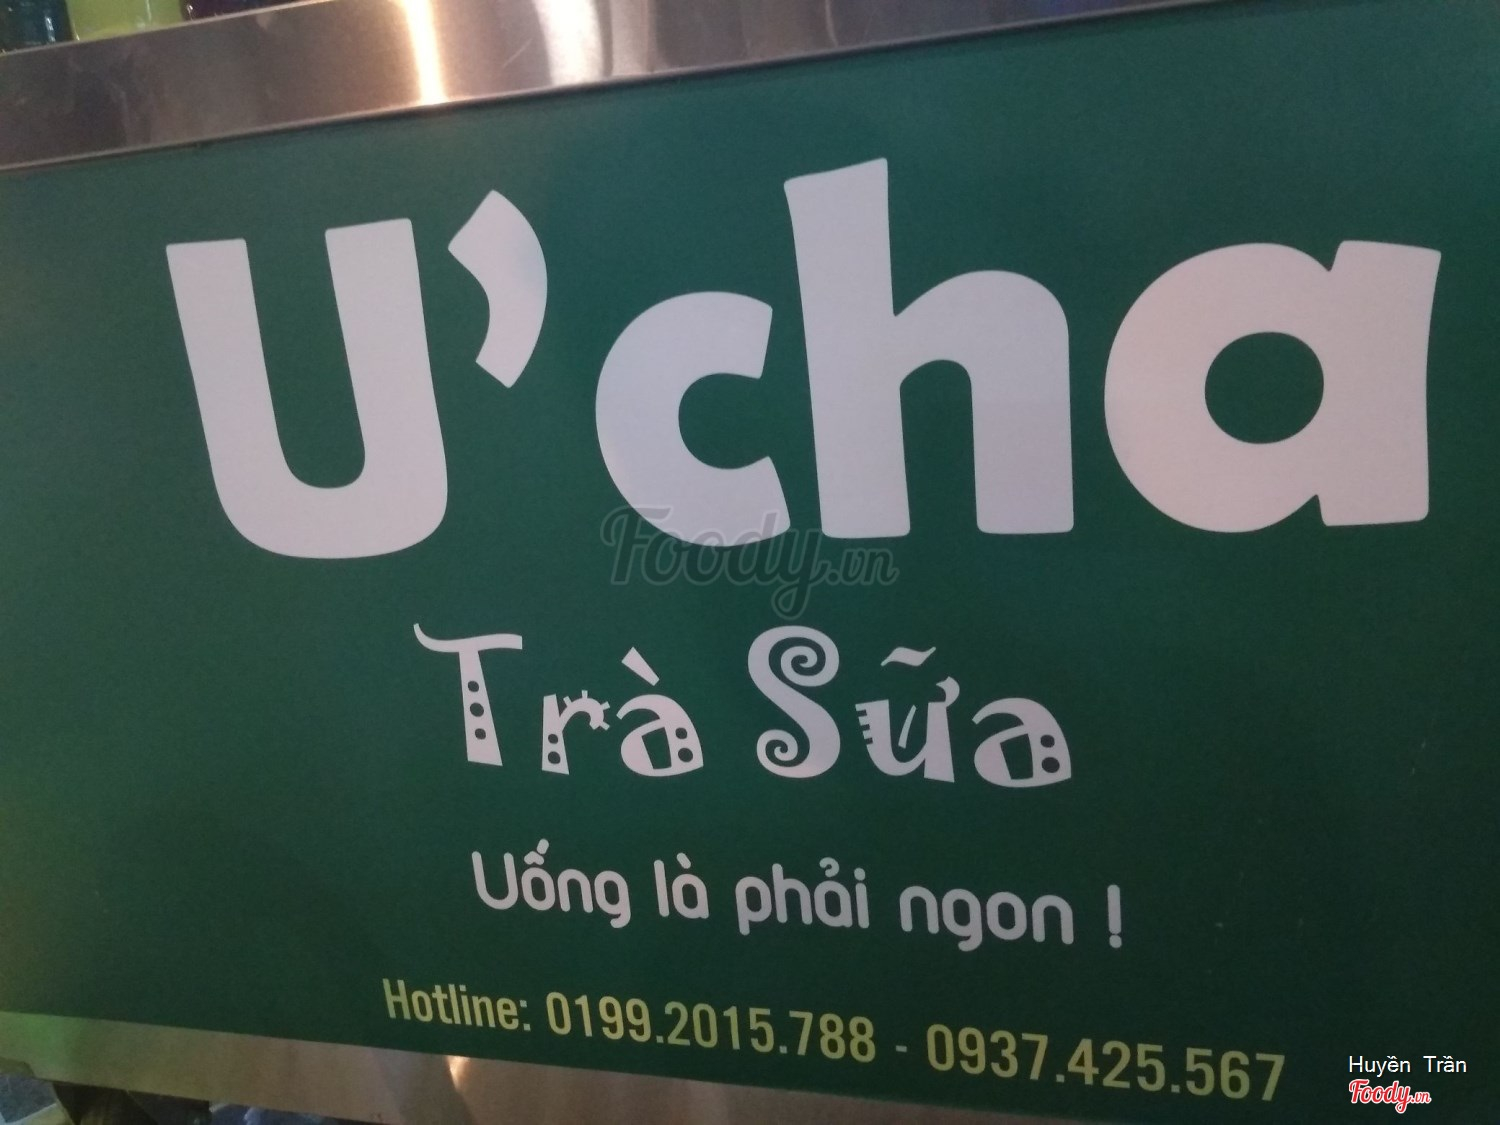 U'cha
Foody.vn
Trà Sữa
Uống là phải ngon !
Hotline: 0199.2015.788 - 0937.425.567
Huyền Trần
Foody.vn